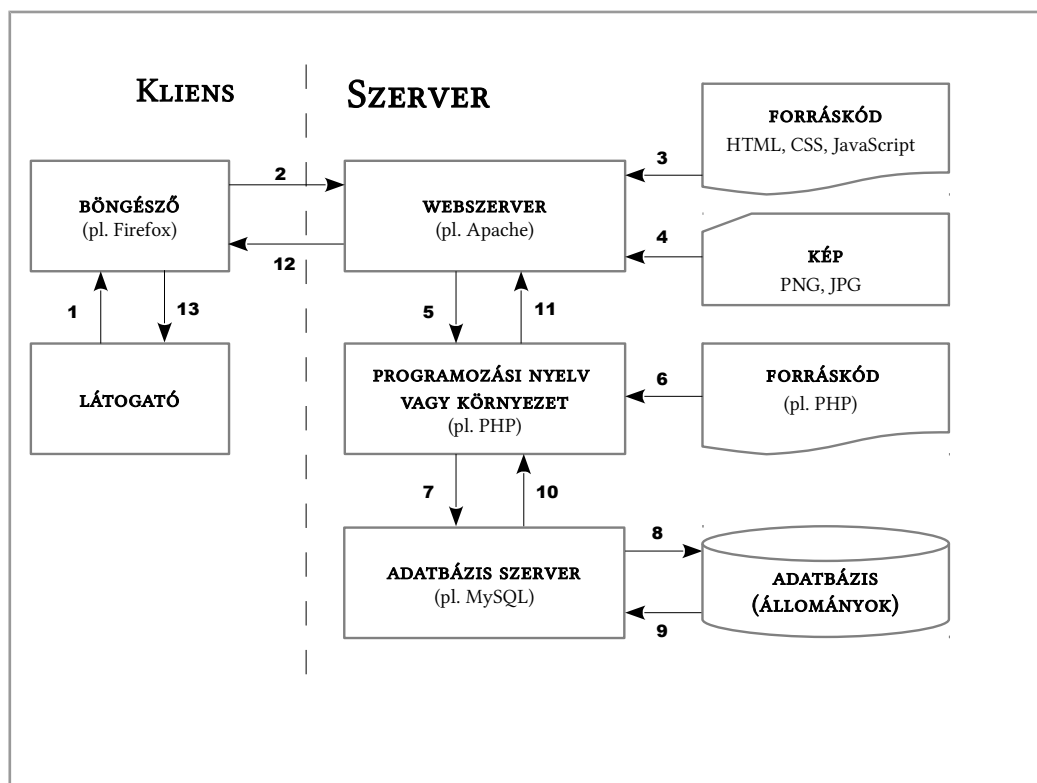 Kliens
Szerver
forráskód
HTML, CSS, JavaScript
3
2
böngésző
(pl. Firefox)
webszerver
(pl. Apache)
4
kép
PNG, JPG
12
1
13
5
11
látogató
programozási nyelv
vagy környezet
(pl. PHP)
6
forráskód
(pl. PHP)
7
10
8
adatbázis szerver
(pl. MySQL)
adatbázis
(állományok)
9